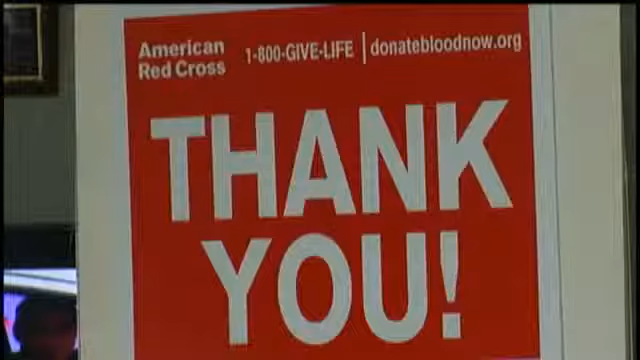 American
Red Cross
1-800-GIVE-LIFE | donatebloodnow.org
THANK
YOU!